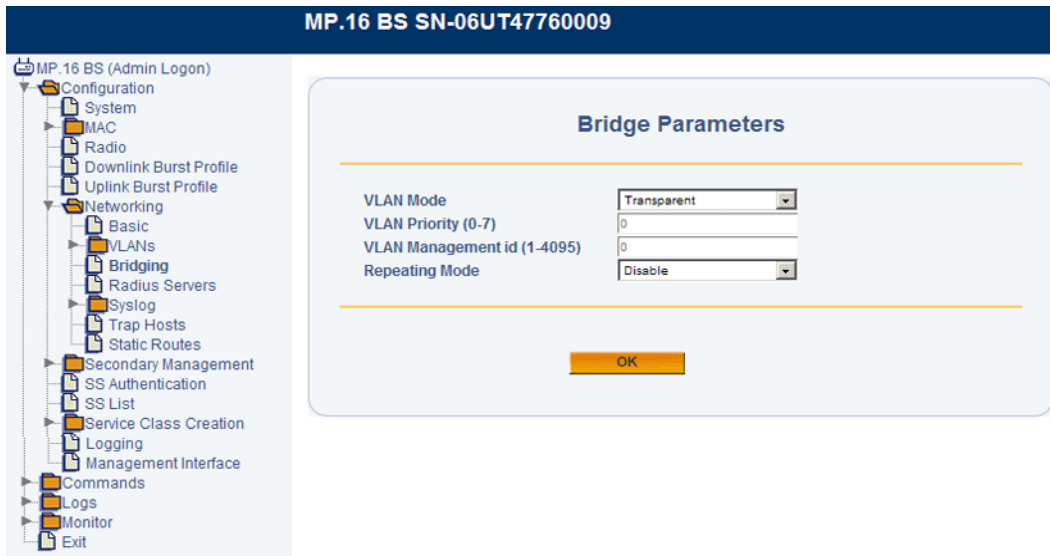 MP.16 BS SN-06UT47760009
MP.16 BS (Admin Logon)
Configuration
System
MAC
Radio
Downlink Burst Profile
Uplink Burst Profile
Networking
Basic
VLANs
Bridging
Radius Servers
Syslog
Trap Hosts
Static Routes
Secondary Management
SS Authentication
SS List
Service Class Creation
Logging
Management Interface
Commands
Logs
Monitor
Exit
Bridge Parameters
VLAN Mode Transparent
VLAN Priority (0-7) 0
VLAN Management id (1-4095) 0
Repeating Mode Disable
OK